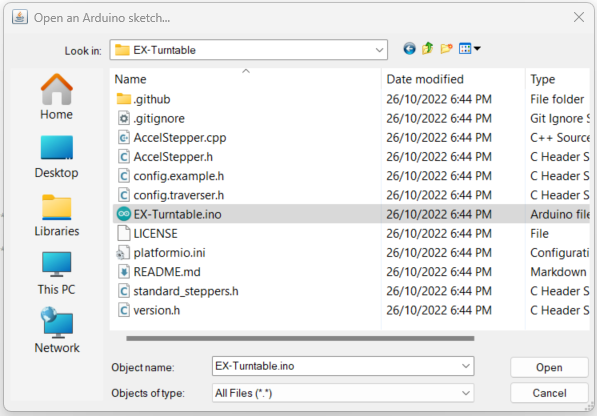 Open an Arduino sketch...
Look in: EX-Turntable
Name Date modified Type
.github 26/10/2022 6:44 PM File folder
.gitignore 26/10/2022 6:44 PM Git Ignore S
AccelStepper.cpp 26/10/2022 6:44 PM C++ Source
AccelStepper.h 26/10/2022 6:44 PM C Header S
config.example.h 26/10/2022 6:44 PM C Header S
config.traverser.h 26/10/2022 6:44 PM C Header S
EX-Turntable.ino 26/10/2022 6:44 PM Arduino file
LICENSE 26/10/2022 6:44 PM File
platformio.ini 26/10/2022 6:44 PM Configurati
README.md 26/10/2022 6:44 PM Markdown
standard_steppers.h 26/10/2022 6:44 PM C Header S
version.h 26/10/2022 6:44 PM C Header S
Home
Desktop
Libraries
This PC
Network
Object name: EX-Turntable.ino Open
Objects of type: All Files (*.*) Cancel